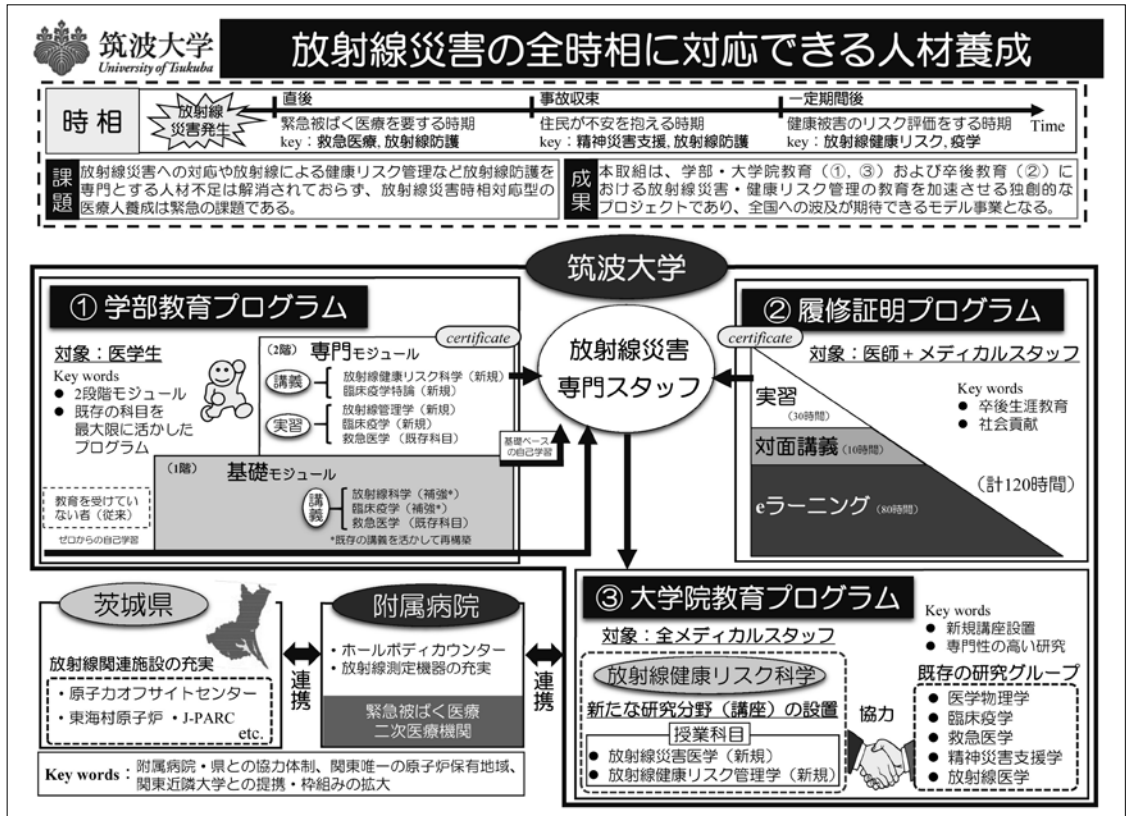 筑波大学
University of Tsukuba
放射線災害の全時相に対応できる人材養成
時相
放射線
災害発生
直後
緊急被ばく医療を要する時期
key:救急医療,放射線防護
事故収束
住民が不安を抱える時期
key:精神災害支援,放射線防護
一定期間後
健康被害のリスク評価をする時期
key:放射線健康リスク,疫学
Time
課題
放射線災害への対応や放射線による健康リスク管理など放射線防護を
専門とする人材不足は解消されておらず、放射線災害時相対応型の
医療人養成は緊急の課題である。
成果
本取組は、学部・大学院教育(①, ③)および卒後教育(②)に
おける放射線災害・健康リスク管理の教育を加速させる独創的な
プロジェクトであり、全国への波及が期待できるモデル事業となる。
筑波大学
① 学部教育プログラム
対象:医学生
Key words
● 2段階モジュール
● 既存の科目を
最大限に活かした
プログラム
certificate
(2階) 専門モジュール
講義
放射線健康リスク科学(新規)
臨床疫学特論(新規)
実習
放射線管理学(新規)
臨床疫学(新規)
救急医学(既存科目)
(1階) 基礎モジュール
講義
放射線科学(補強*)
臨床疫学(補強*)
救急医学(既存科目)
*既存の講義を活かして再構築
教育を受けてい
ない者(従来)
ゼロからの自己学習
基礎ベース
の自己学習
放射線災害
専門スタッフ
② 履修証明プログラム
certificate
対象:医師+メディカルスタッフ
実習
(30時間)
対面講義(10時間)
eラーニング(80時間)
Key words
● 卒後生涯教育
● 社会貢献
(計120時間)
茨城県
放射線関連施設の充実
・原子力オフサイトセンター
・東海村原子炉・J-PARC
etc.
連携
附属病院
・ホールボディカウンター
・放射線測定機器の充実
緊急被ばく医療
二次医療機関
連携
Key words:附属病院・県との協力体制、関東唯一の原子炉保有地域、
関東近隣大学との提携・枠組みの拡大
③ 大学院教育プログラム
対象:全メディカルスタッフ
放射線健康リスク科学
新たな研究分野(講座)の設置
授業科目
● 放射線災害医学(新規)
● 放射線健康リスク管理学(新規)
協力
Key words
● 新規講座設置
● 専門性の高い研究
既存の研究グループ
● 医学物理学
● 臨床疫学
● 救急医学
● 精神災害支援学
● 放射線医学